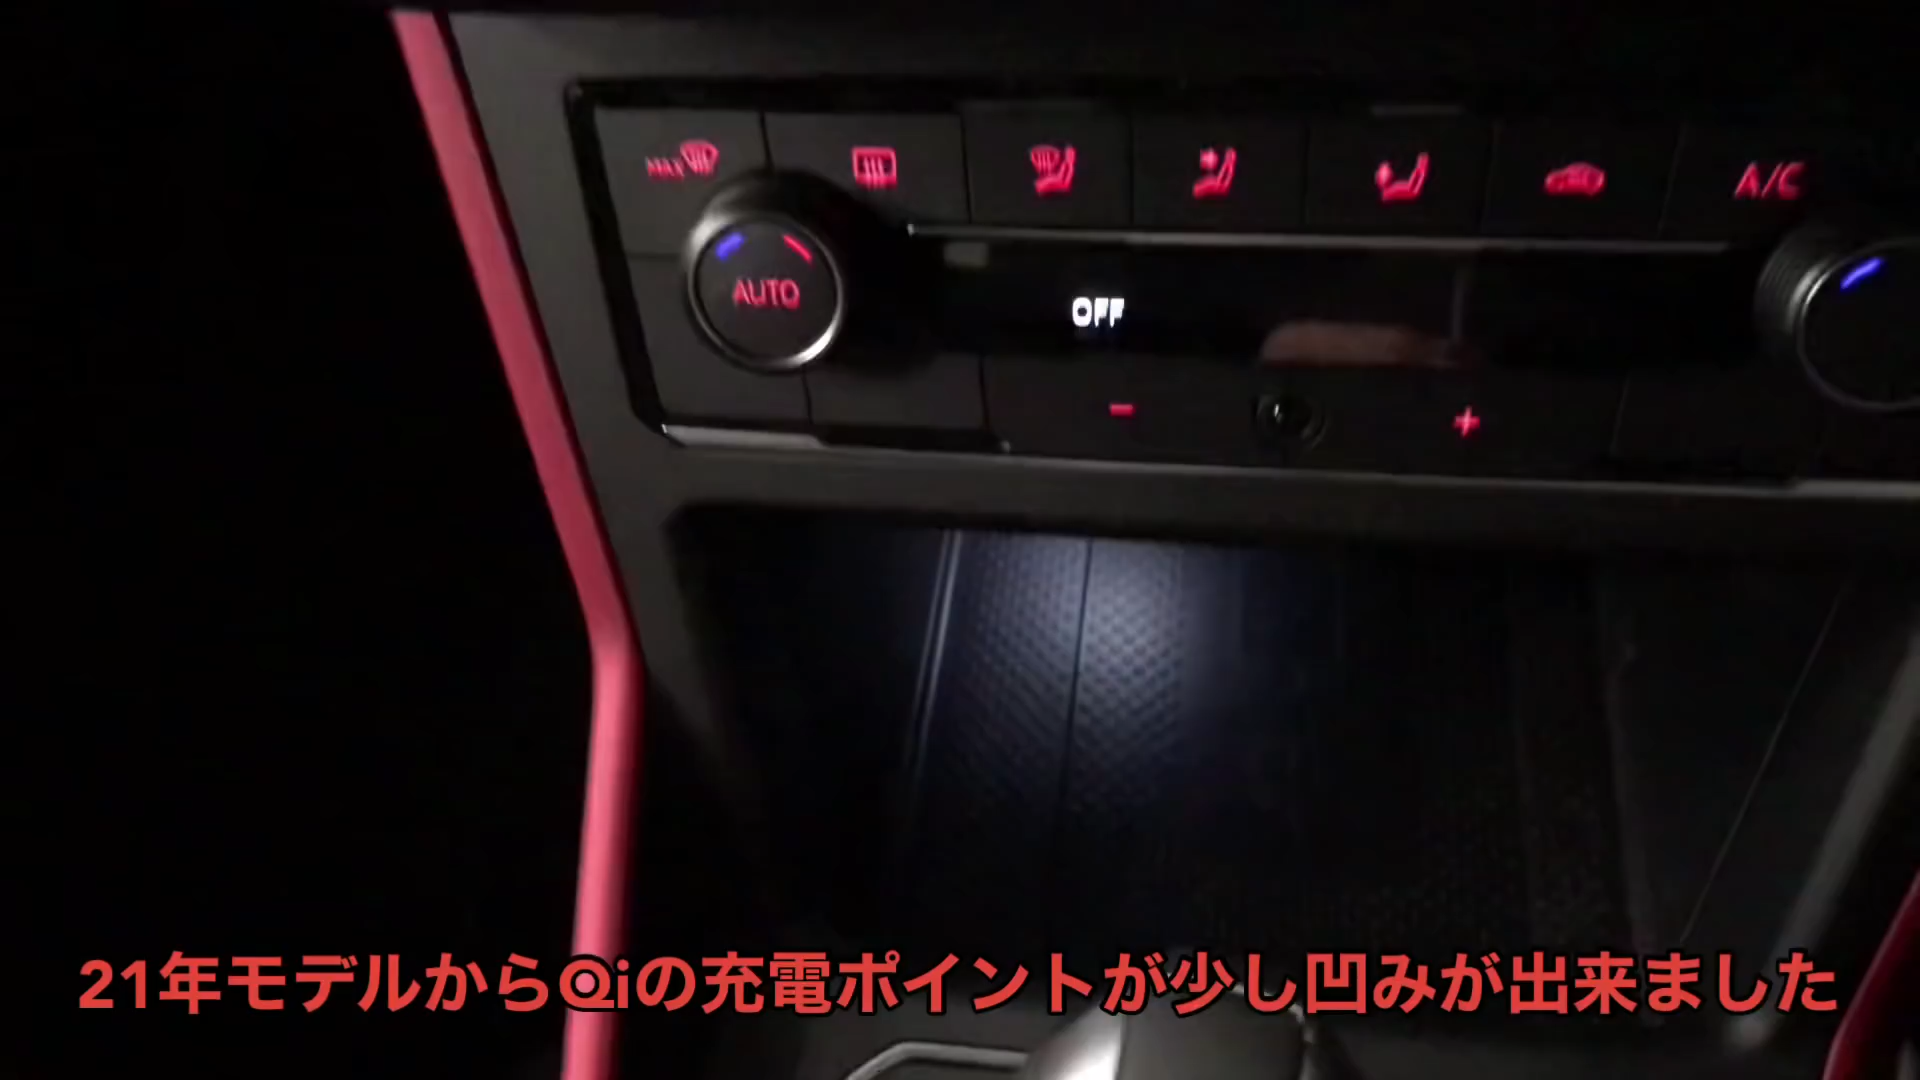 MAX
A/C
AUTO
OFF
- +
21年モデルからQiの充電ポイントが少し凹みが出来ました